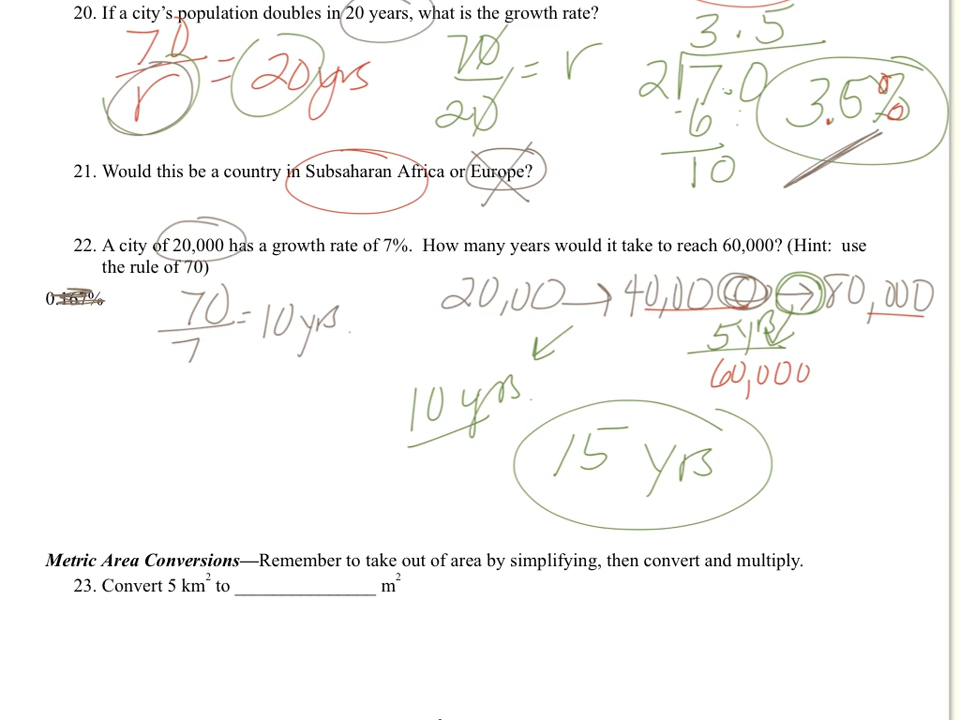 20. If a city's population doubles in 20 years, what is the growth rate?
70 / r = 20 yrs
70 / 20 = r
3.5
2 7.0 3.5%
-6
10
21. Would this be a country in Subsaharan Africa or Europe?
22. A city of 20,000 has a growth rate of 7%. How many years would it take to reach 60,000? (Hint: use
the rule of 70)
70 / 7 = 10 yrs.
20,00 → 40,000 → 80,000
5 yrs
60,000
10 yrs.
15 yrs
Metric Area Conversions—Remember to take out of area by simplifying, then convert and multiply.
23. Convert 5 km² to _______________ m²